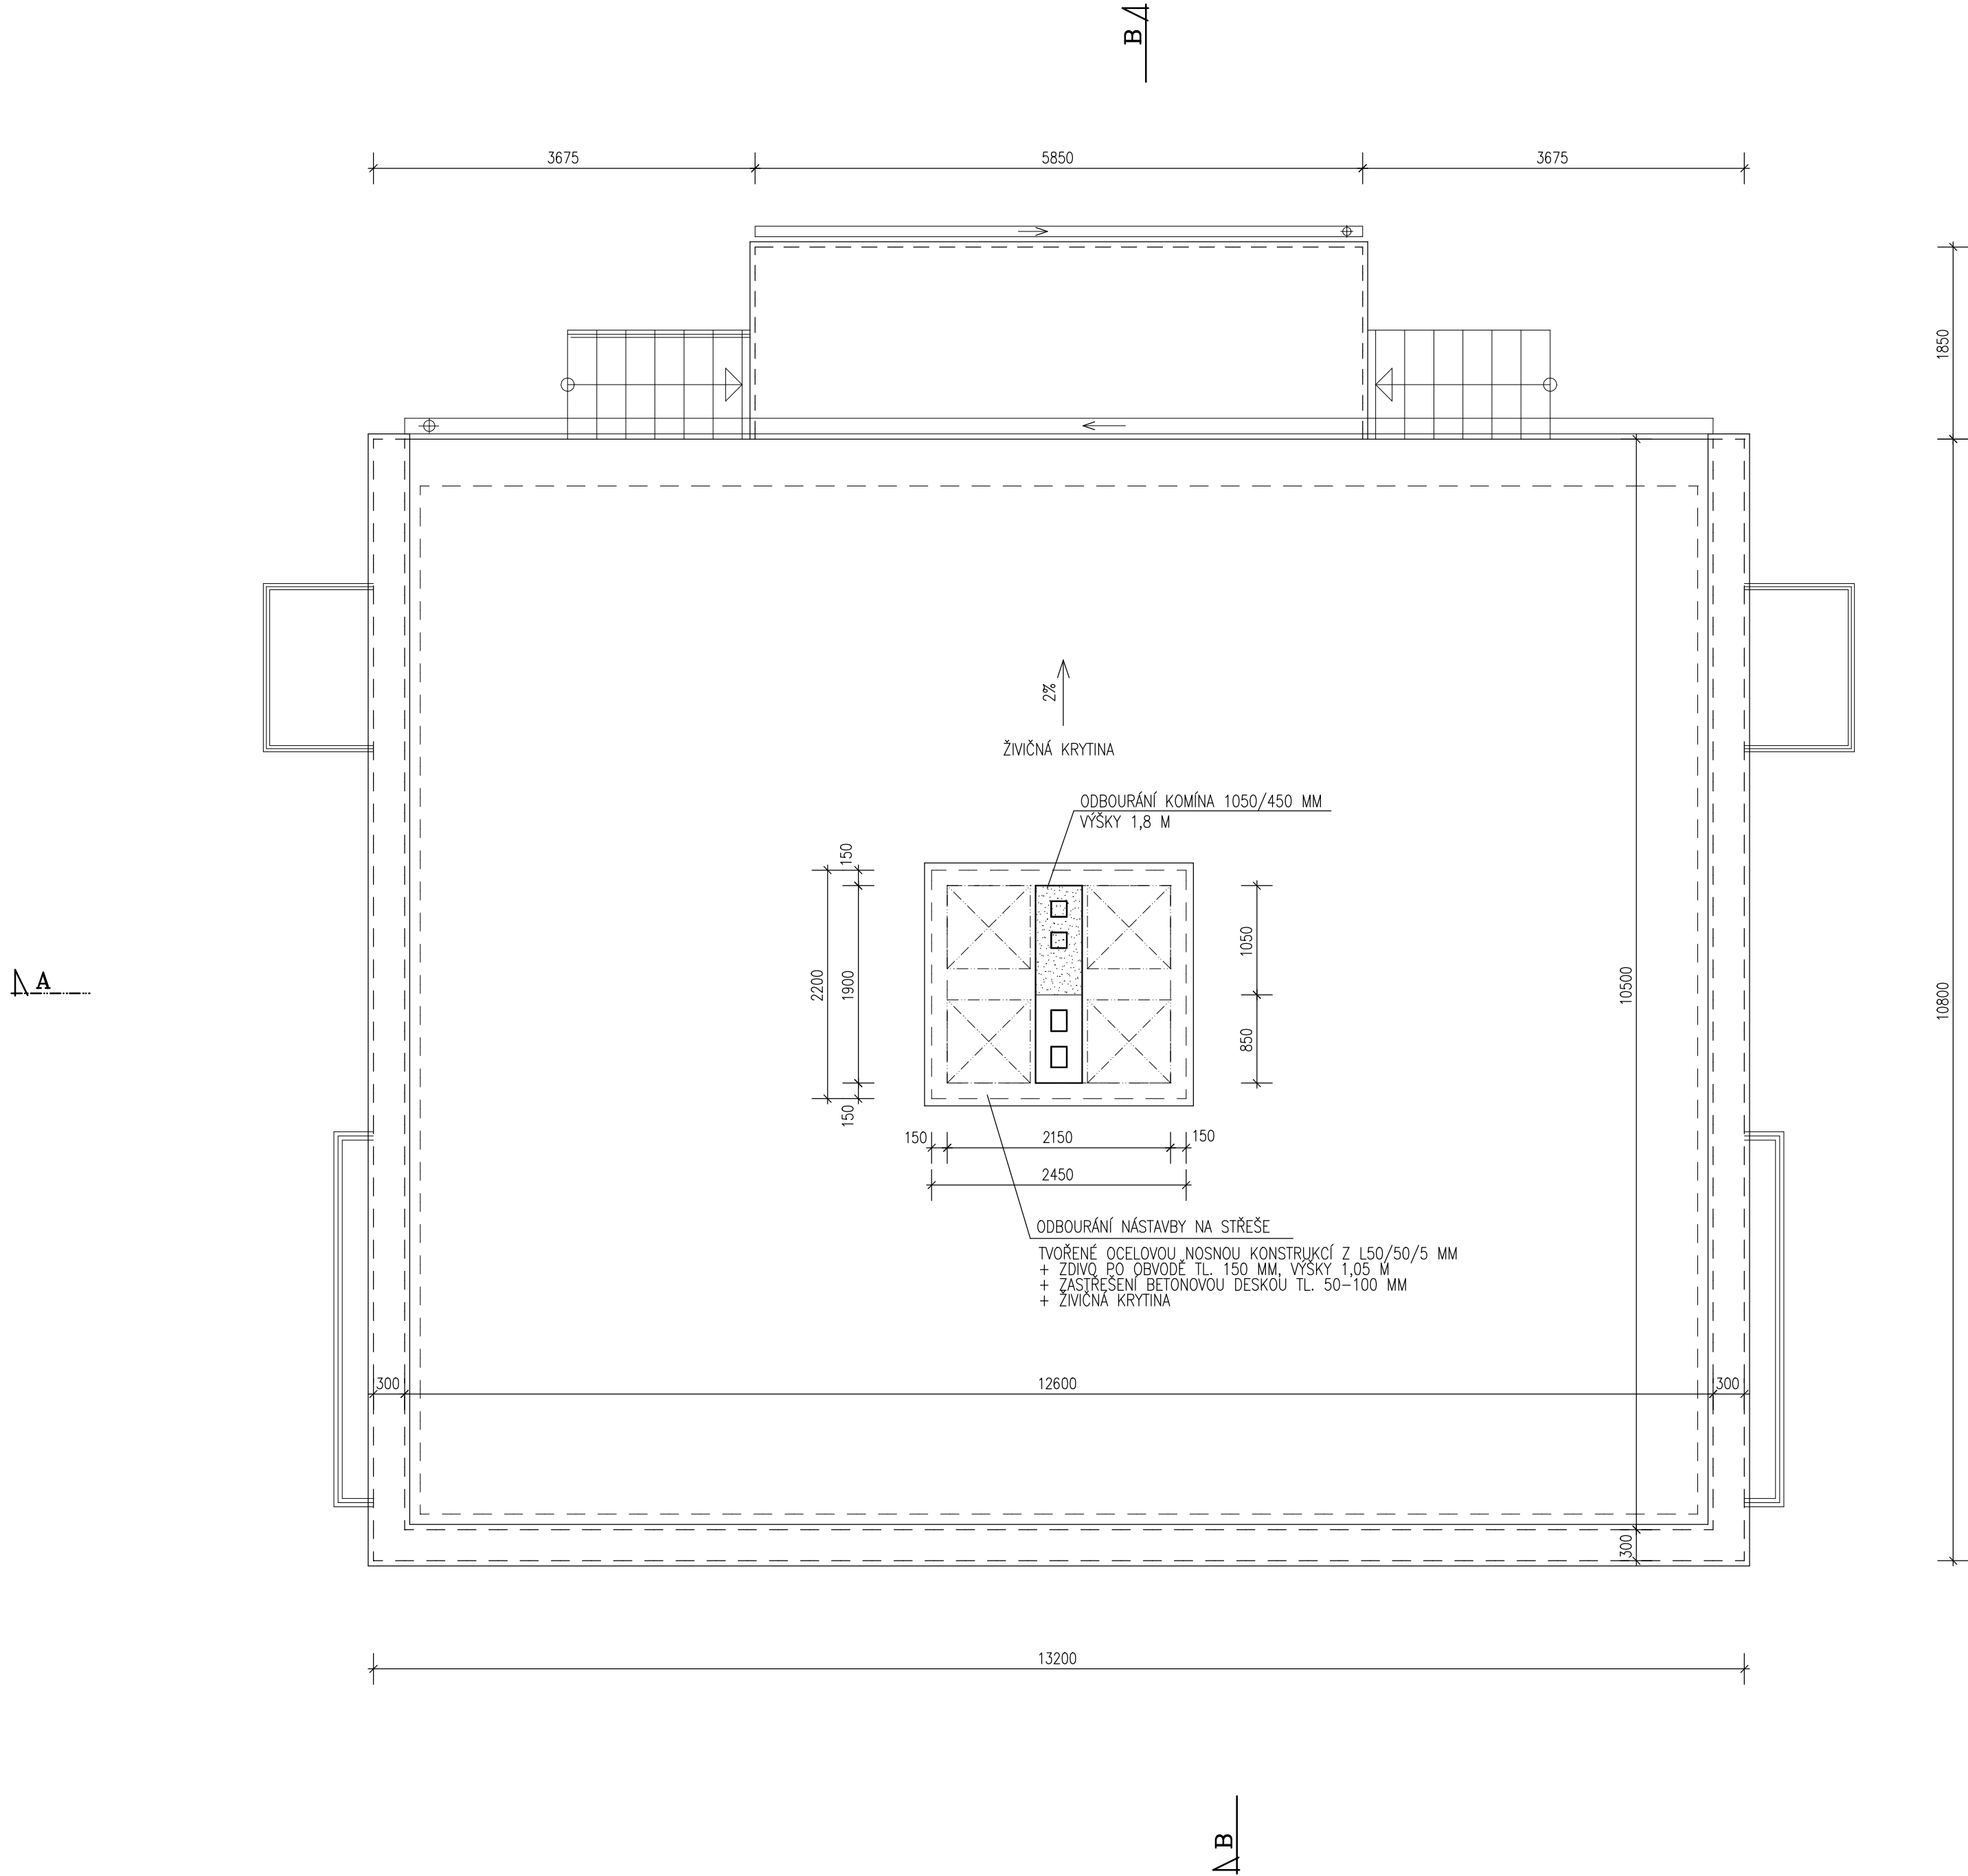 B
3675
5850
3675
1850
2%
ŽIVIČNÁ KRYTINA
ODBOURÁNÍ KOMÍNA 1050/450 MM
VÝŠKY 1,8 M
150
2200
1900
150
1050
850
10500
10800
A
150
2150
150
2450
ODBOURÁNÍ NÁSTAVBY NA STŘEŠE
TVOŘENÉ OCELOVOU NOSNOU KONSTRUKCÍ Z L50/50/5 MM
+ ZDIVO PO OBVODĚ TL. 150 MM, VÝŠKY 1,05 M
+ ZASTŘEŠENÍ BETONOVOU DESKOU TL. 50-100 MM
+ ŽIVIČNÁ KRYTINA
300
12600
300
300
13200
B